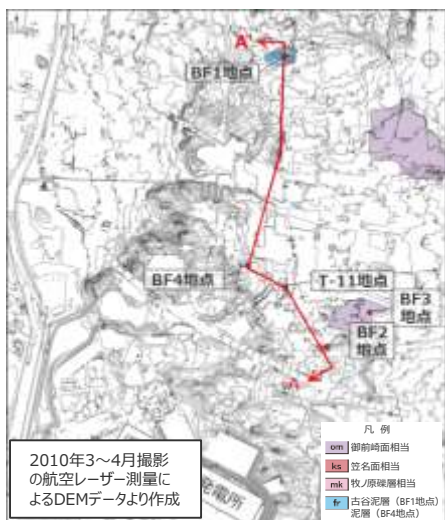 A'
BF1地点
BF4地点
T-11地点
BF3
地点
BF2
地点
A
発電所
2010年3~4月撮影
の航空レーザー測量に
よるDEMデータより作成
凡 例
om 御前崎面相当
ks 笠名面相当
mk 牧ノ原礫層相当
fr 古谷泥層(BF1地点)
泥層(BF4地点)